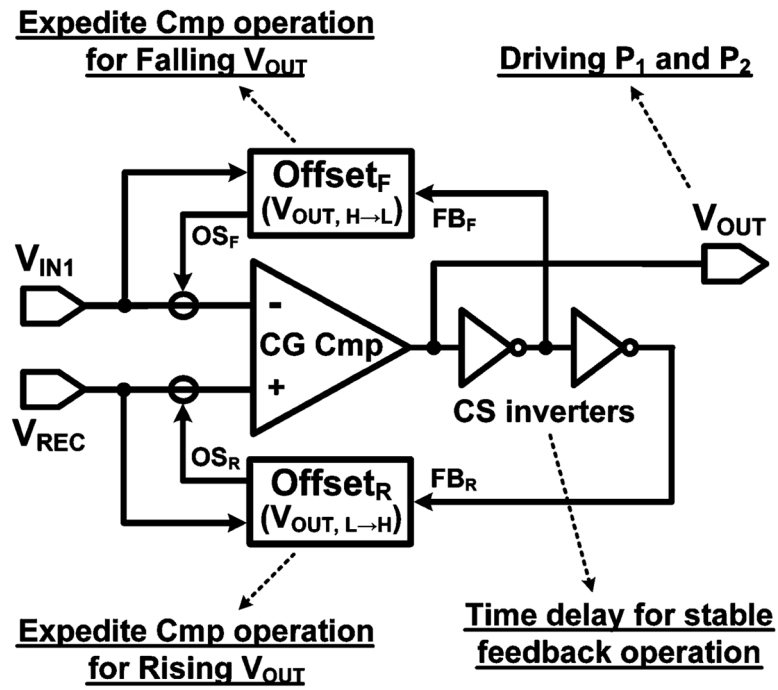 Expedite Cmp operation
for Falling VOUT
Driving P1 and P2
OffsetF
(VOUT, H→L)
FBF
OSF
VOUT
VIN1
-
CG Cmp
+
CS inverters
VREC
OSR
OffsetR
(VOUT, L→H)
FBR
Expedite Cmp operation
for Rising VOUT
Time delay for stable
feedback operation